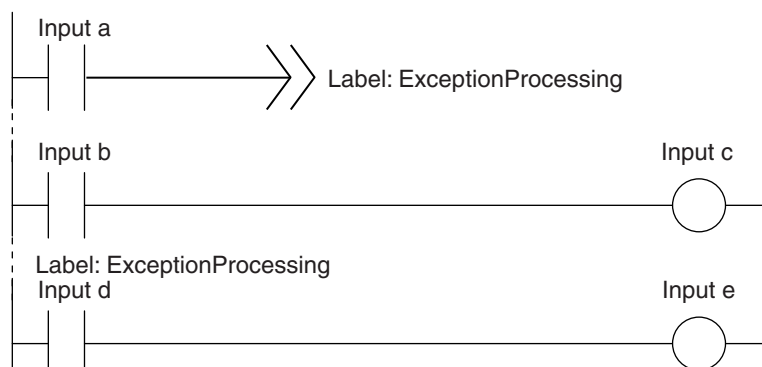 Input a
Label: ExceptionProcessing
Input b
Input c
Label: ExceptionProcessing
Input d
Input e